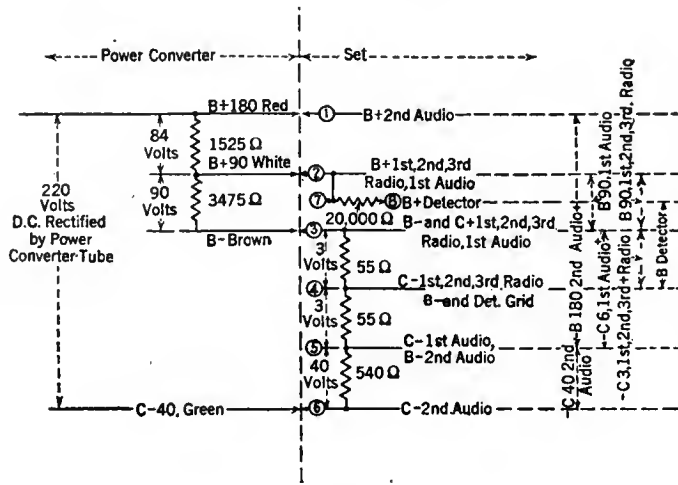 Power Converter
Set
B+180 Red
① B+2nd Audio
84
Volts
1525 Ω
B+90 White
②
B+1st,2nd,3rd
Radio,1st Audio
220
Volts
D.C. Rectified
by Power
Converter-Tube
90
Volts
3475 Ω
⑦
⑧ B+Detector
20,000 Ω
B-Brown
③
B-and C+1st,2nd,3rd
Radio,1st Audio
3
Volts
55 Ω
④
C-1st,2nd,3rd Radio
B-and Det. Grid
3
Volts
55 Ω
⑤
C-1st Audio,
B-2nd Audio
40
Volts
540 Ω
C-40, Green
⑥
C-2nd Audio
-C 40 2nd
Audio
-B 180 2nd Audio+
-C6,1st Audio+
B 90,1st Audio
-C3,1st,2nd,3rd+Radio
B 90,1st,2nd,3rd. Radio
-B Detector+